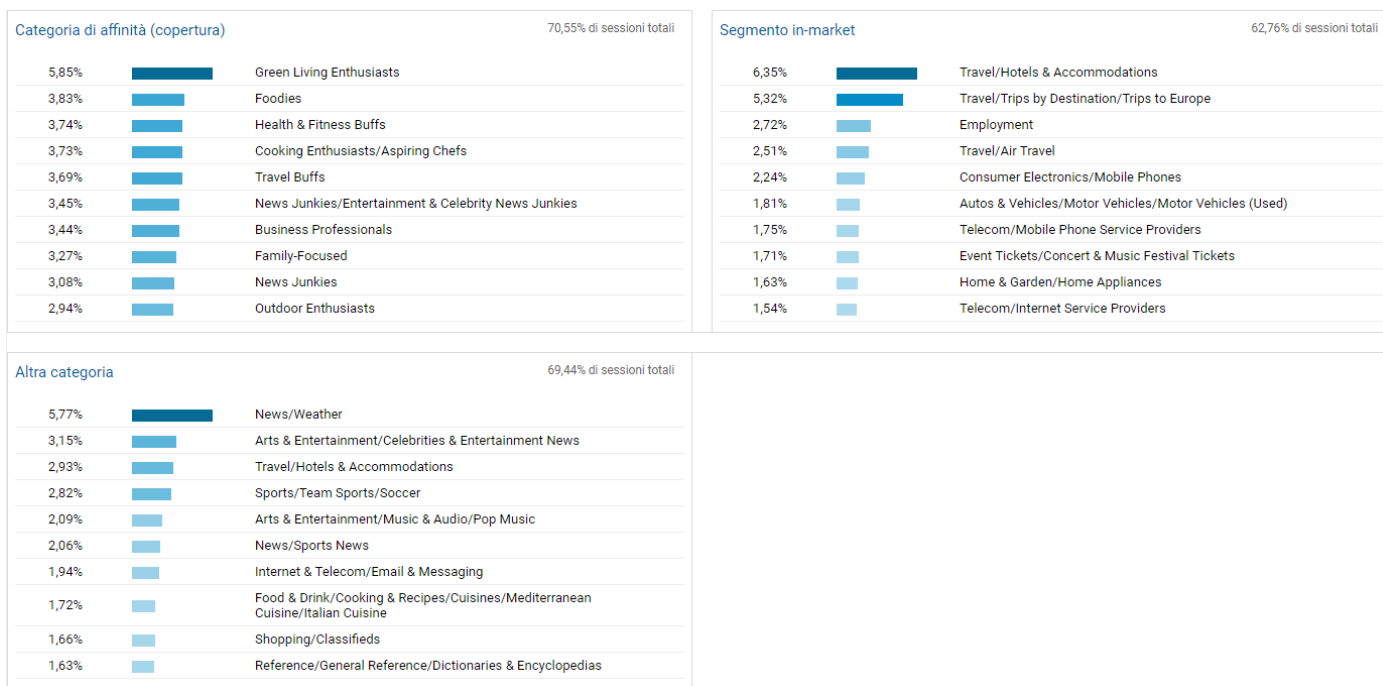 Categoria di affinità (copertura) 70,55% di sessioni totali
5,85% Green Living Enthusiasts
3,83% Foodies
3,74% Health & Fitness Buffs
3,73% Cooking Enthusiasts/Aspiring Chefs
3,69% Travel Buffs
3,45% News Junkies/Entertainment & Celebrity News Junkies
3,44% Business Professionals
3,27% Family-Focused
3,08% News Junkies
2,94% Outdoor Enthusiasts
Segmento in-market 62,76% di sessioni totali
6,35% Travel/Hotels & Accommodations
5,32% Travel/Trips by Destination/Trips to Europe
2,72% Employment
2,51% Travel/Air Travel
2,24% Consumer Electronics/Mobile Phones
1,81% Autos & Vehicles/Motor Vehicles/Motor Vehicles (Used)
1,75% Telecom/Mobile Phone Service Providers
1,71% Event Tickets/Concert & Music Festival Tickets
1,63% Home & Garden/Home Appliances
1,54% Telecom/Internet Service Providers
Altra categoria 69,44% di sessioni totali
5,77% News/Weather
3,15% Arts & Entertainment/Celebrities & Entertainment News
2,93% Travel/Hotels & Accommodations
2,82% Sports/Team Sports/Soccer
2,09% Arts & Entertainment/Music & Audio/Pop Music
2,06% News/Sports News
1,94% Internet & Telecom/Email & Messaging
1,72% Food & Drink/Cooking & Recipes/Cuisines/Mediterranean
Cuisine/Italian Cuisine
1,66% Shopping/Classifieds
1,63% Reference/General Reference/Dictionaries & Encyclopedias